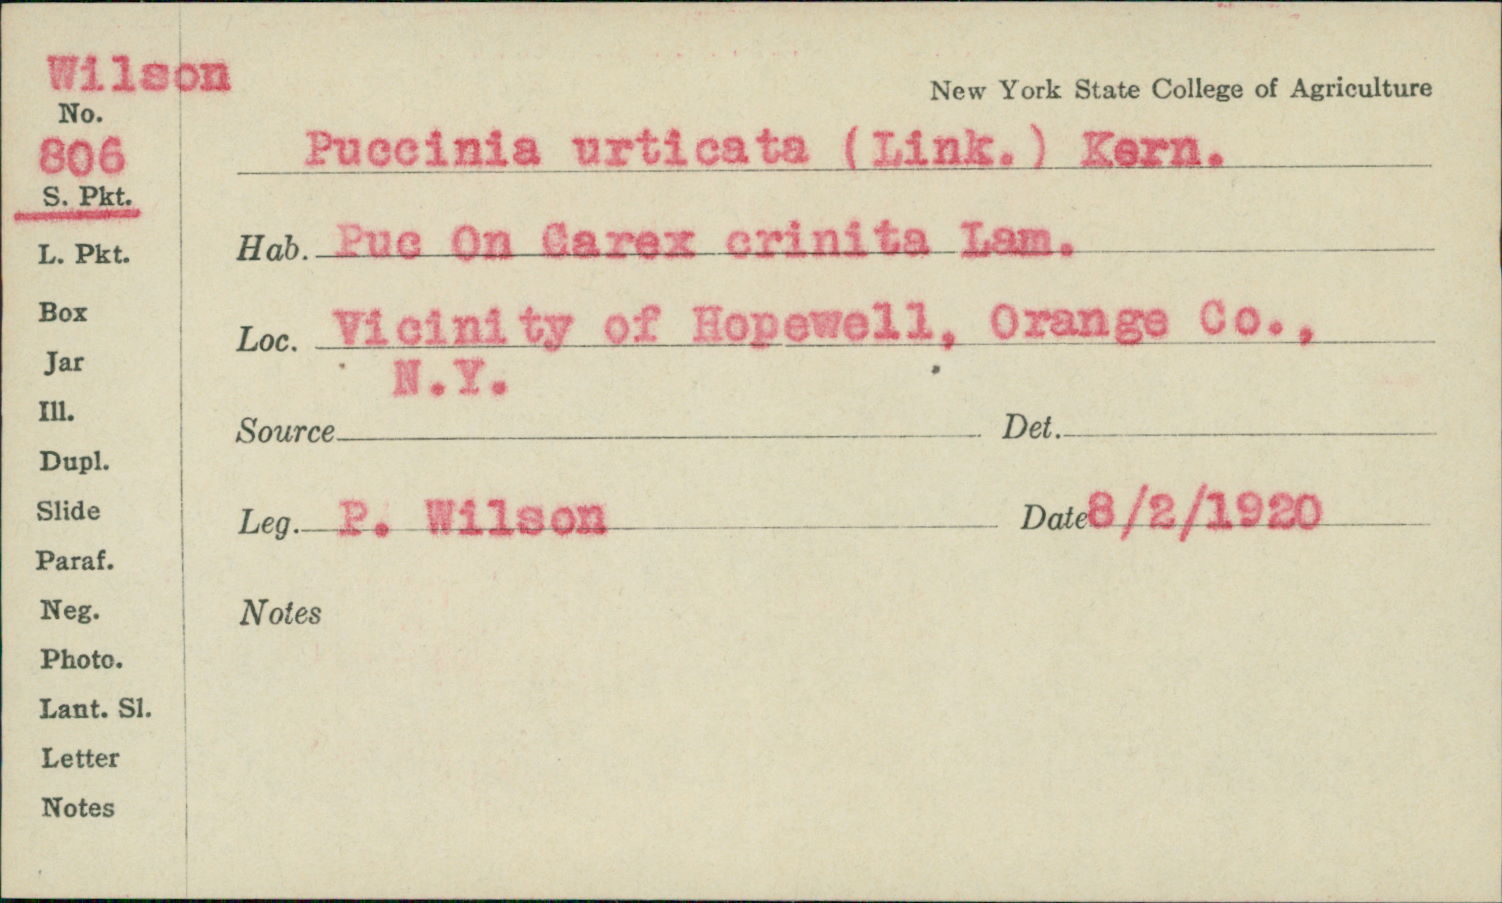 Wilson
No.
806
S. Pkt.
L. Pkt.
Box
Jar
Ill.
Dupl.
Slide
Paraf.
Neg.
Photo.
Lant. Sl.
Letter
Notes
New York State College of Agriculture
Puccinia urticata (Link.) Kern.
Hab. Puc On Carex crinita Lam.
Loc. Vicinity of Hopewell, Orange Co.,
N.Y.
Source Det.
Leg. P. Wilson Date 8/2/1920
Notes